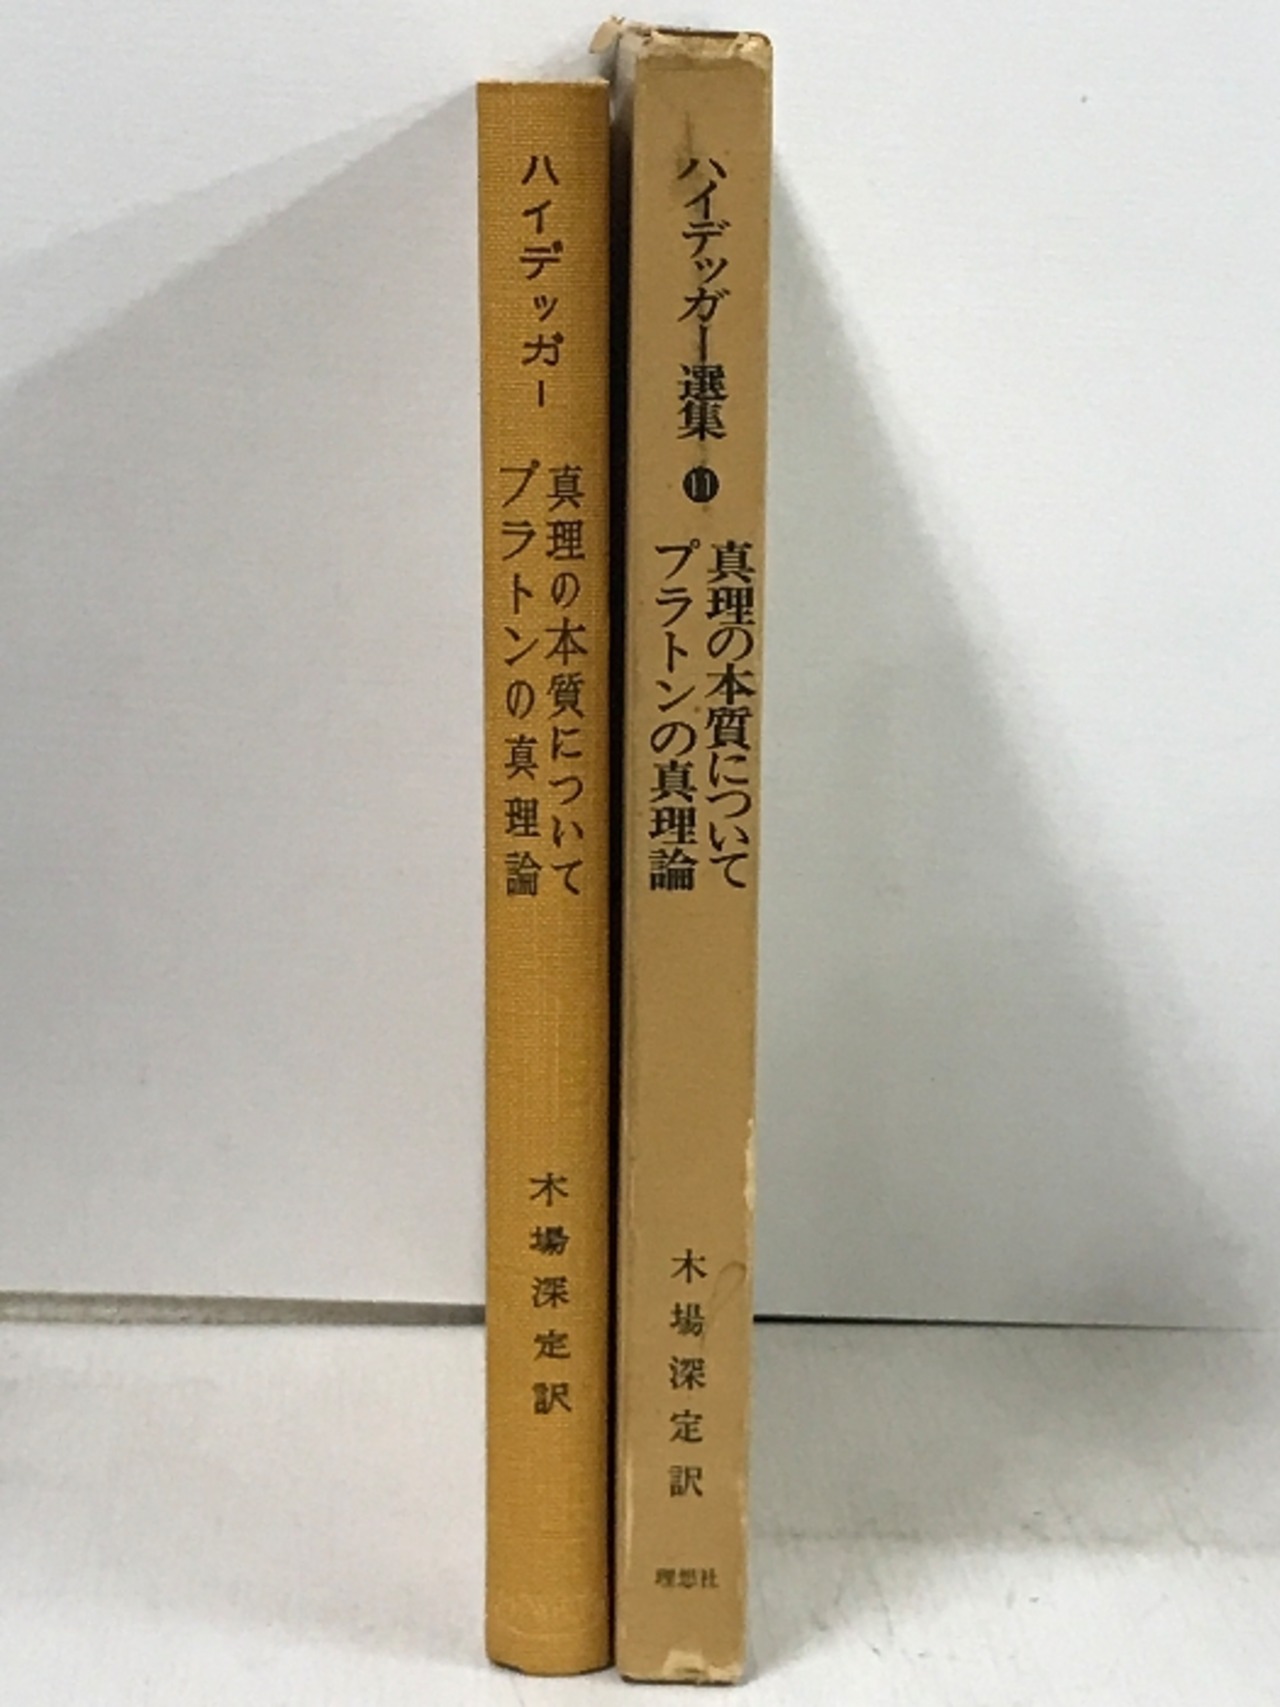 ハイデッガー
真理の本質について
プラトンの真理論
木場深定訳
ハイデッガー選集 11
真理の本質について
プラトンの真理論
木場深定訳
理想社